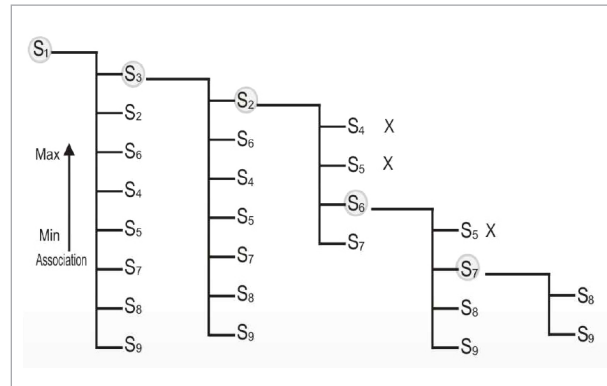 S₁
S₃
S₂
S₆
S₄
S₅
S₇
S₈
S₉
Max
Min
Association
S₂
S₆
S₄
S₅
S₇
S₈
S₉
S₄ X
S₅ X
S₆
S₇
S₅ X
S₇
S₈
S₉
S₈
S₉